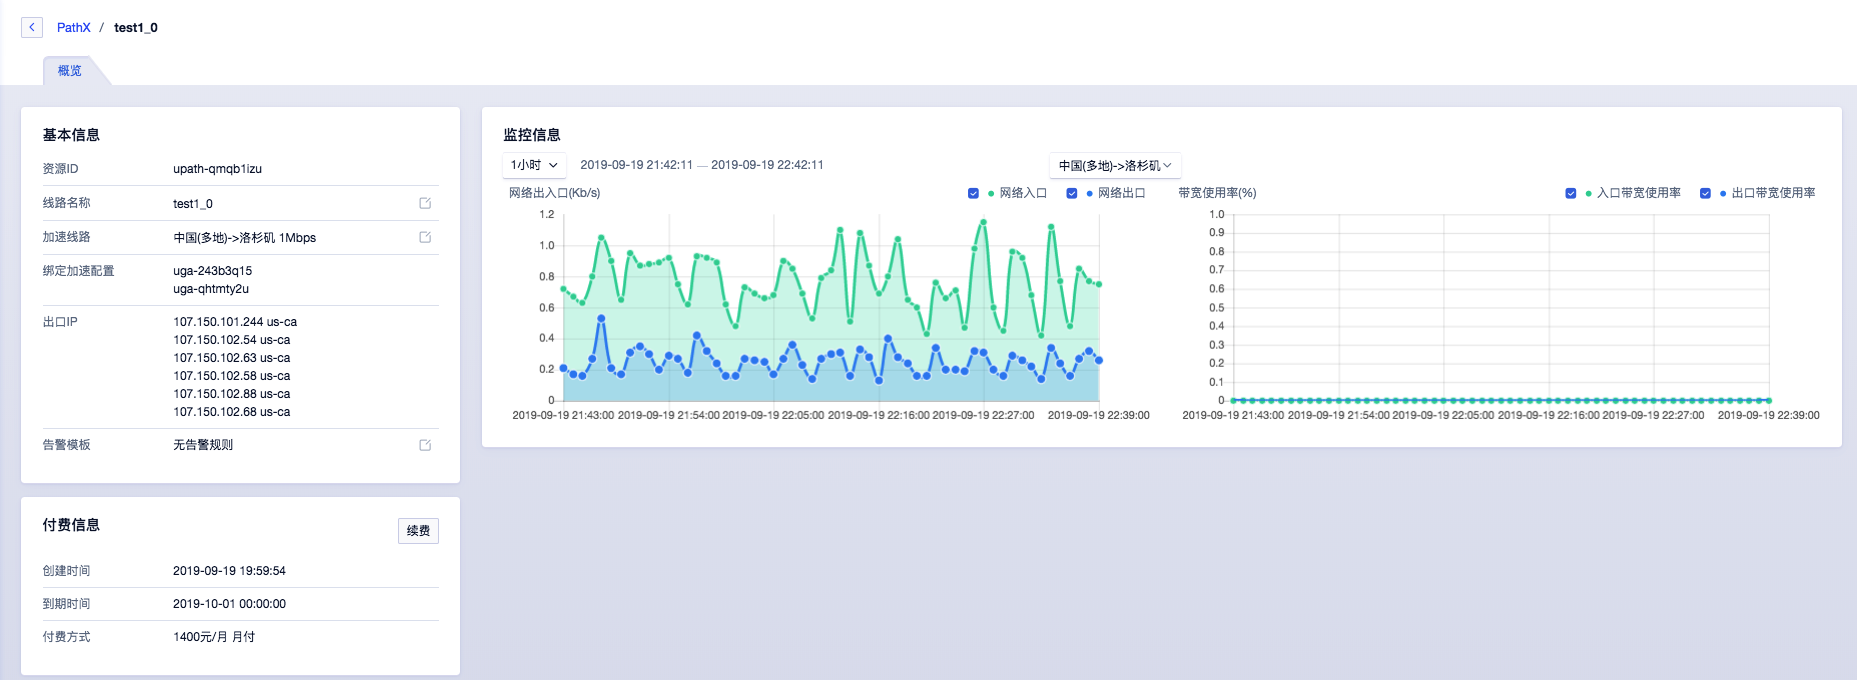 PathX / test1_0
概览
基本信息
资源ID upath-qmqb1izu
线路名称 test1_0
加速线路 中国(多地)->洛杉矶 1Mbps
绑定加速配置 uga-243b3q15
uga-qhtmty2u
出口IP 107.150.101.244 us-ca
107.150.102.54 us-ca
107.150.102.63 us-ca
107.150.102.58 us-ca
107.150.102.88 us-ca
107.150.102.68 us-ca
告警模板 无告警规则
付费信息 续费
创建时间 2019-09-19 19:59:54
到期时间 2019-10-01 00:00:00
付费方式 1400元/月 月付
监控信息
1小时 2019-09-19 21:42:11 — 2019-09-19 22:42:11 中国(多地)->洛杉矶
网络出入口(Kb/s) 网络入口 网络出口
1.2
1.0
0.8
0.6
0.4
0.2
0
2019-09-19 21:43:00 2019-09-19 21:54:00 2019-09-19 22:05:00 2019-09-19 22:16:00 2019-09-19 22:27:00 2019-09-19 22:39:00
带宽使用率(%) 入口带宽使用率 出口带宽使用率
1.0
0.9
0.8
0.7
0.6
0.5
0.4
0.3
0.2
0.1
0
2019-09-19 21:43:00 2019-09-19 21:54:00 2019-09-19 22:05:00 2019-09-19 22:16:00 2019-09-19 22:27:00 2019-09-19 22:39:00